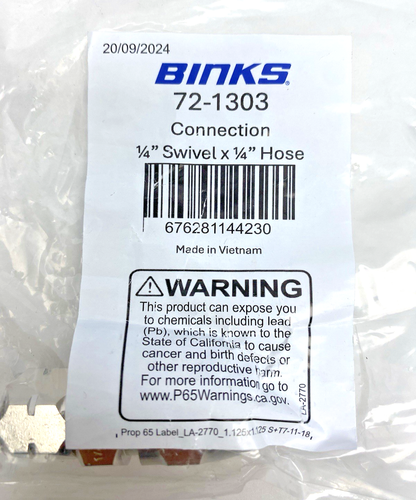 20/09/2024
BINKS®
72-1303
Connection
¼” Swivel x ¼” Hose
676281144230
Made in Vietnam
⚠WARNING
This product can expose you
to chemicals including lead
(Pb), which is known to the
State of California to cause
cancer and birth defects or
other reproductive harm.
For more information go to
www.P65Warnings.ca.gov.
LA-2770
Prop 65 Label_LA-2770_1.125x1.125 S+T7-11-18